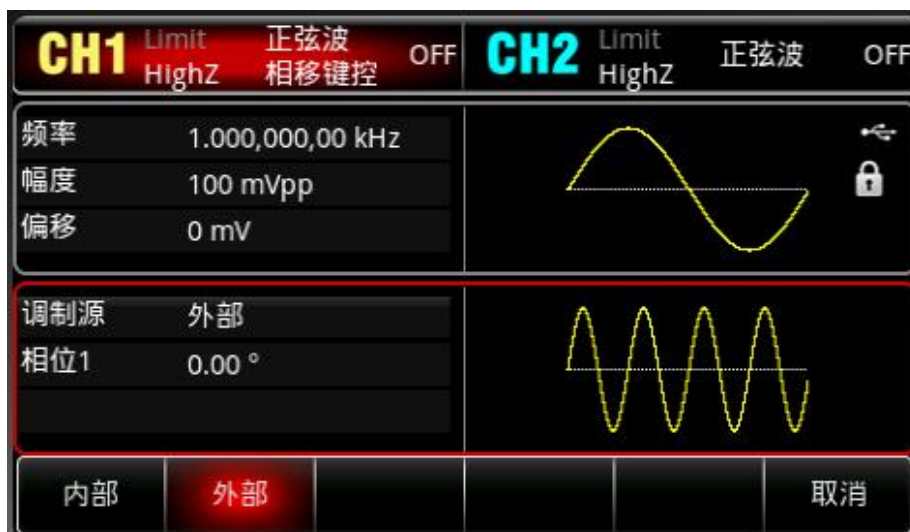 CH1 Limit 正弦波 OFF CH2 Limit 正弦波 OFF
HighZ 相移键控 HighZ
频率 1.000,000,00 kHz
幅度 100 mVpp
偏移 0 mV
调制源 外部
相位1 0.00 °
内部 外部 取消